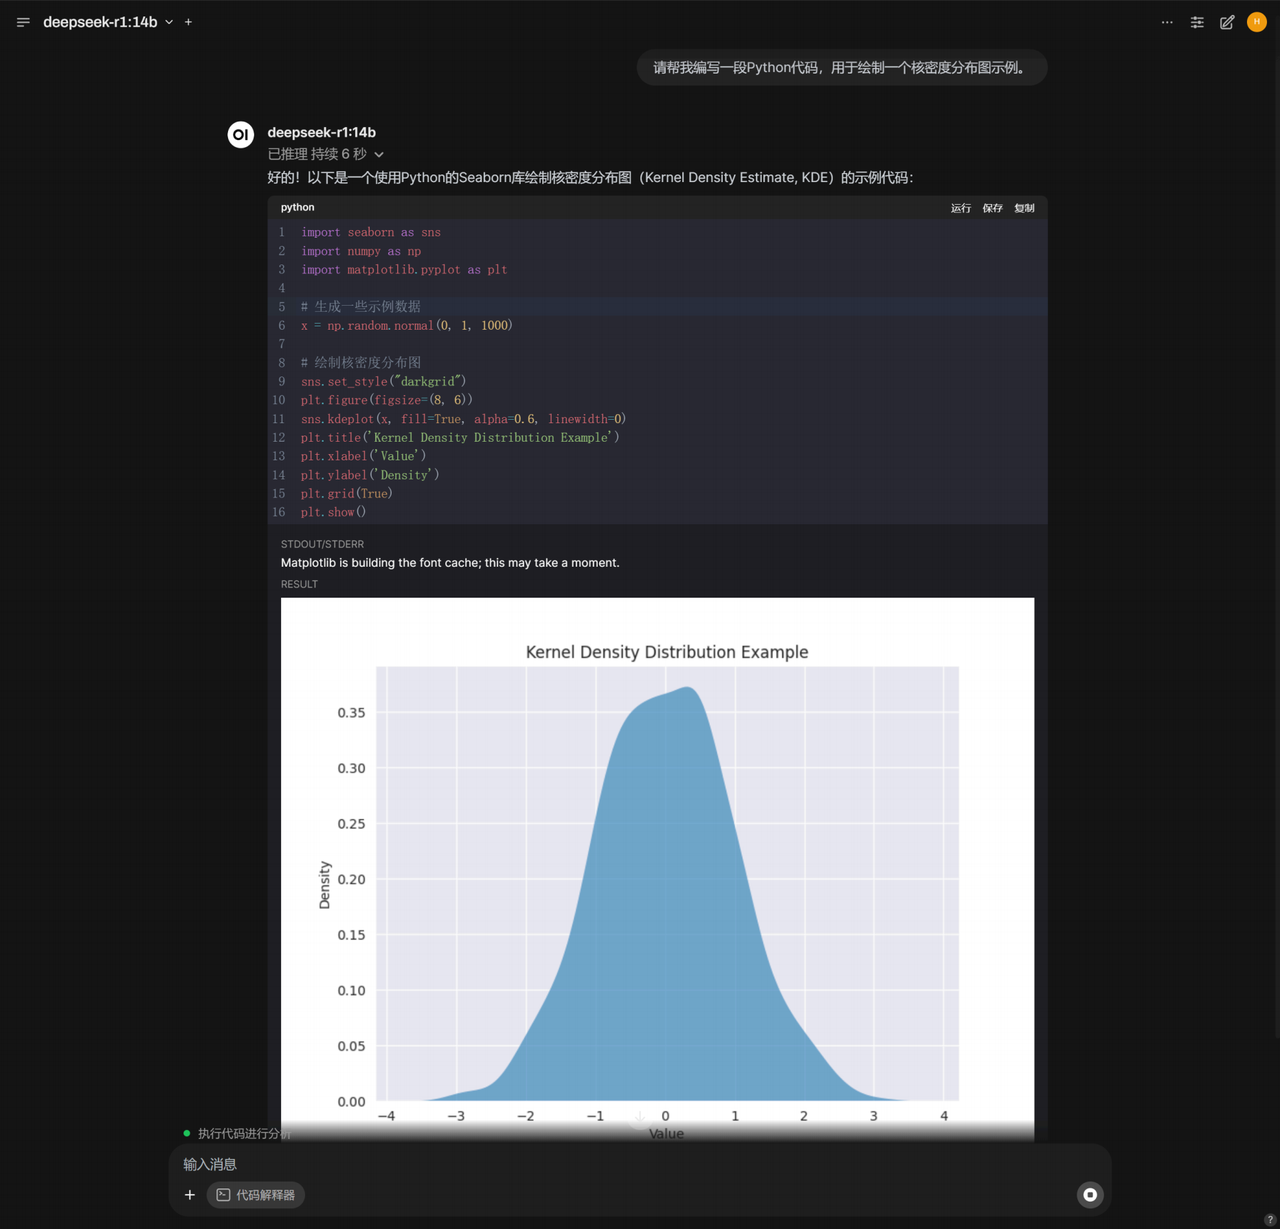 deepseek-r1:14b
H
请帮我编写一段Python代码，用于绘制一个核密度分布图示例。
OI
deepseek-r1:14b
已推理 持续 6 秒
好的！以下是一个使用Python的Seaborn库绘制核密度分布图（Kernel Density Estimate, KDE）的示例代码：
python 运行 保存 复制
1 import seaborn as sns
2 import numpy as np
3 import matplotlib.pyplot as plt
4
5 # 生成一些示例数据
6 x = np.random.normal(0, 1, 1000)
7
8 # 绘制核密度分布图
9 sns.set_style("darkgrid")
10 plt.figure(figsize=(8, 6))
11 sns.kdeplot(x, fill=True, alpha=0.6, linewidth=0)
12 plt.title('Kernel Density Distribution Example')
13 plt.xlabel('Value')
14 plt.ylabel('Density')
15 plt.grid(True)
16 plt.show()
STDOUT/STDERR
Matplotlib is building the font cache; this may take a moment.
RESULT
Kernel Density Distribution Example
0.35
0.30
0.25
0.20
0.15
0.10
0.05
0.00
Density
−4 −3 −2 −1 0 1 2 3 4
Value
执行代码进行分析
输入消息
代码解释器
?